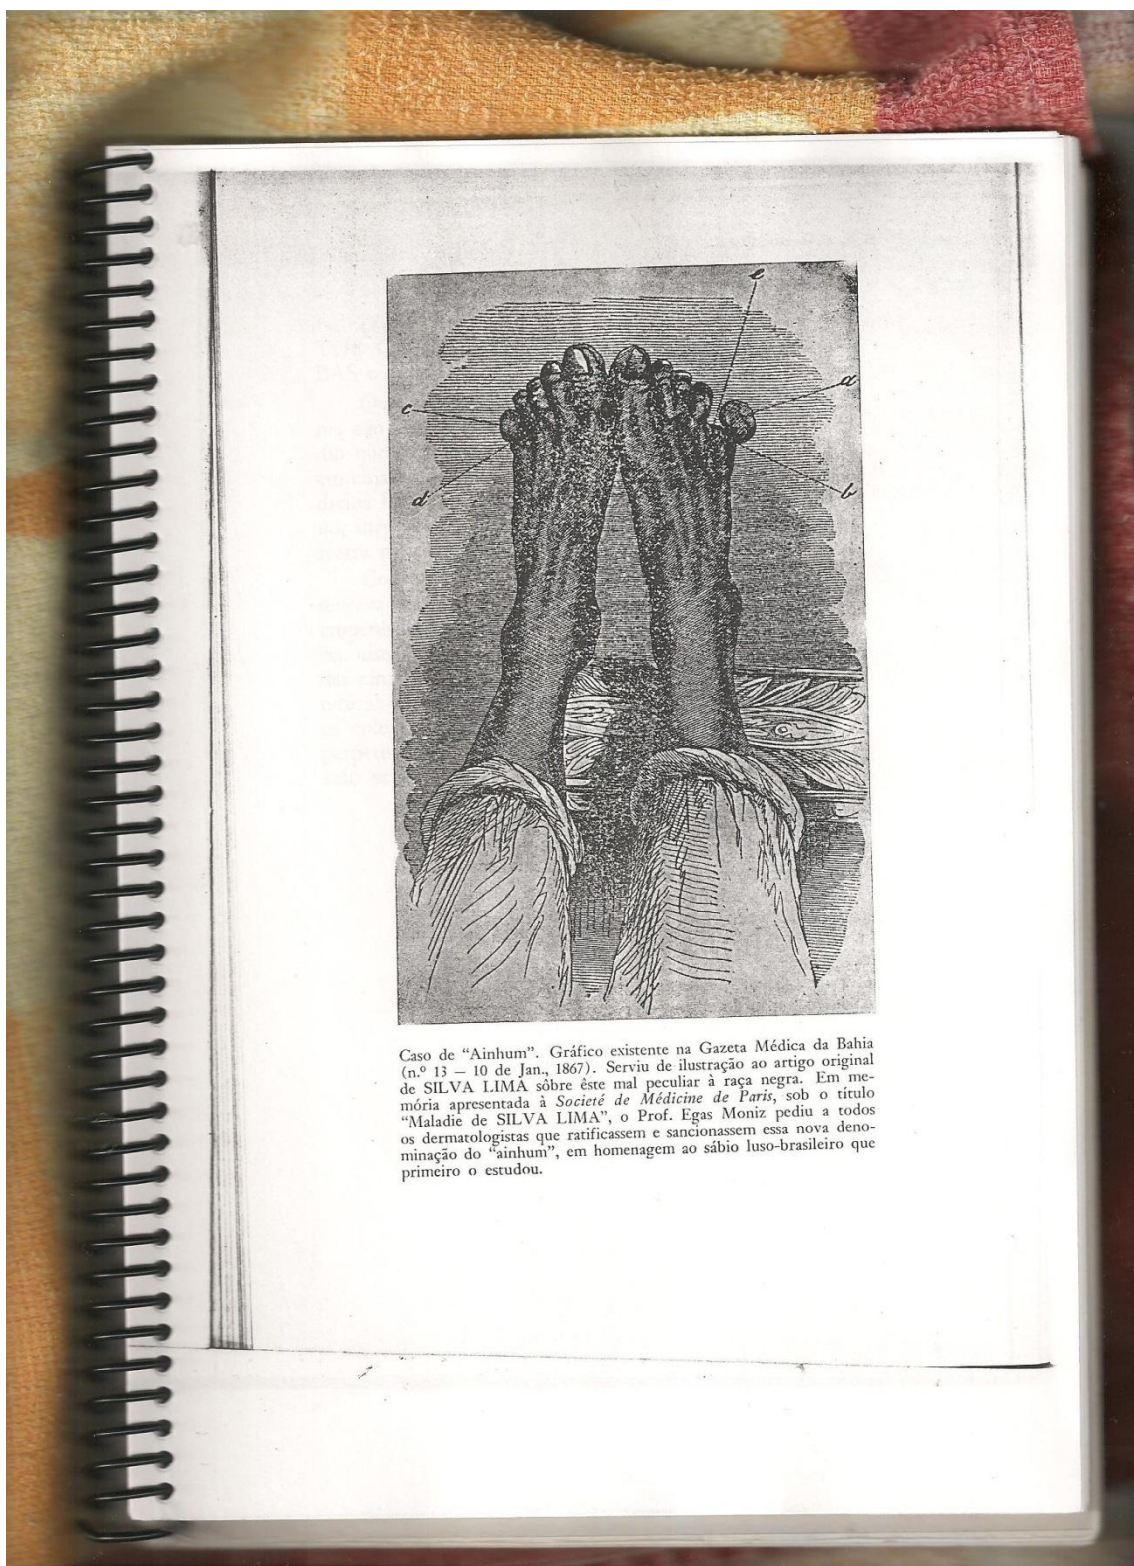 e
a
c
d
b
Caso de "Ainhum". Gráfico existente na Gazeta Médica da Bahia
(n.º 13 — 10 de Jan., 1867). Serviu de ilustração ao artigo original
de SILVA LIMA sôbre êste mal peculiar à raça negra. Em me-
mória apresentada à Societé de Médicine de Paris, sob o título
"Maladie de SILVA LIMA", o Prof. Egas Moniz pediu a todos
os dermatologistas que ratificassem e sancionassem essa nova deno-
minação do "ainhum", em homenagem ao sábio luso-brasileiro que
primeiro o estudou.